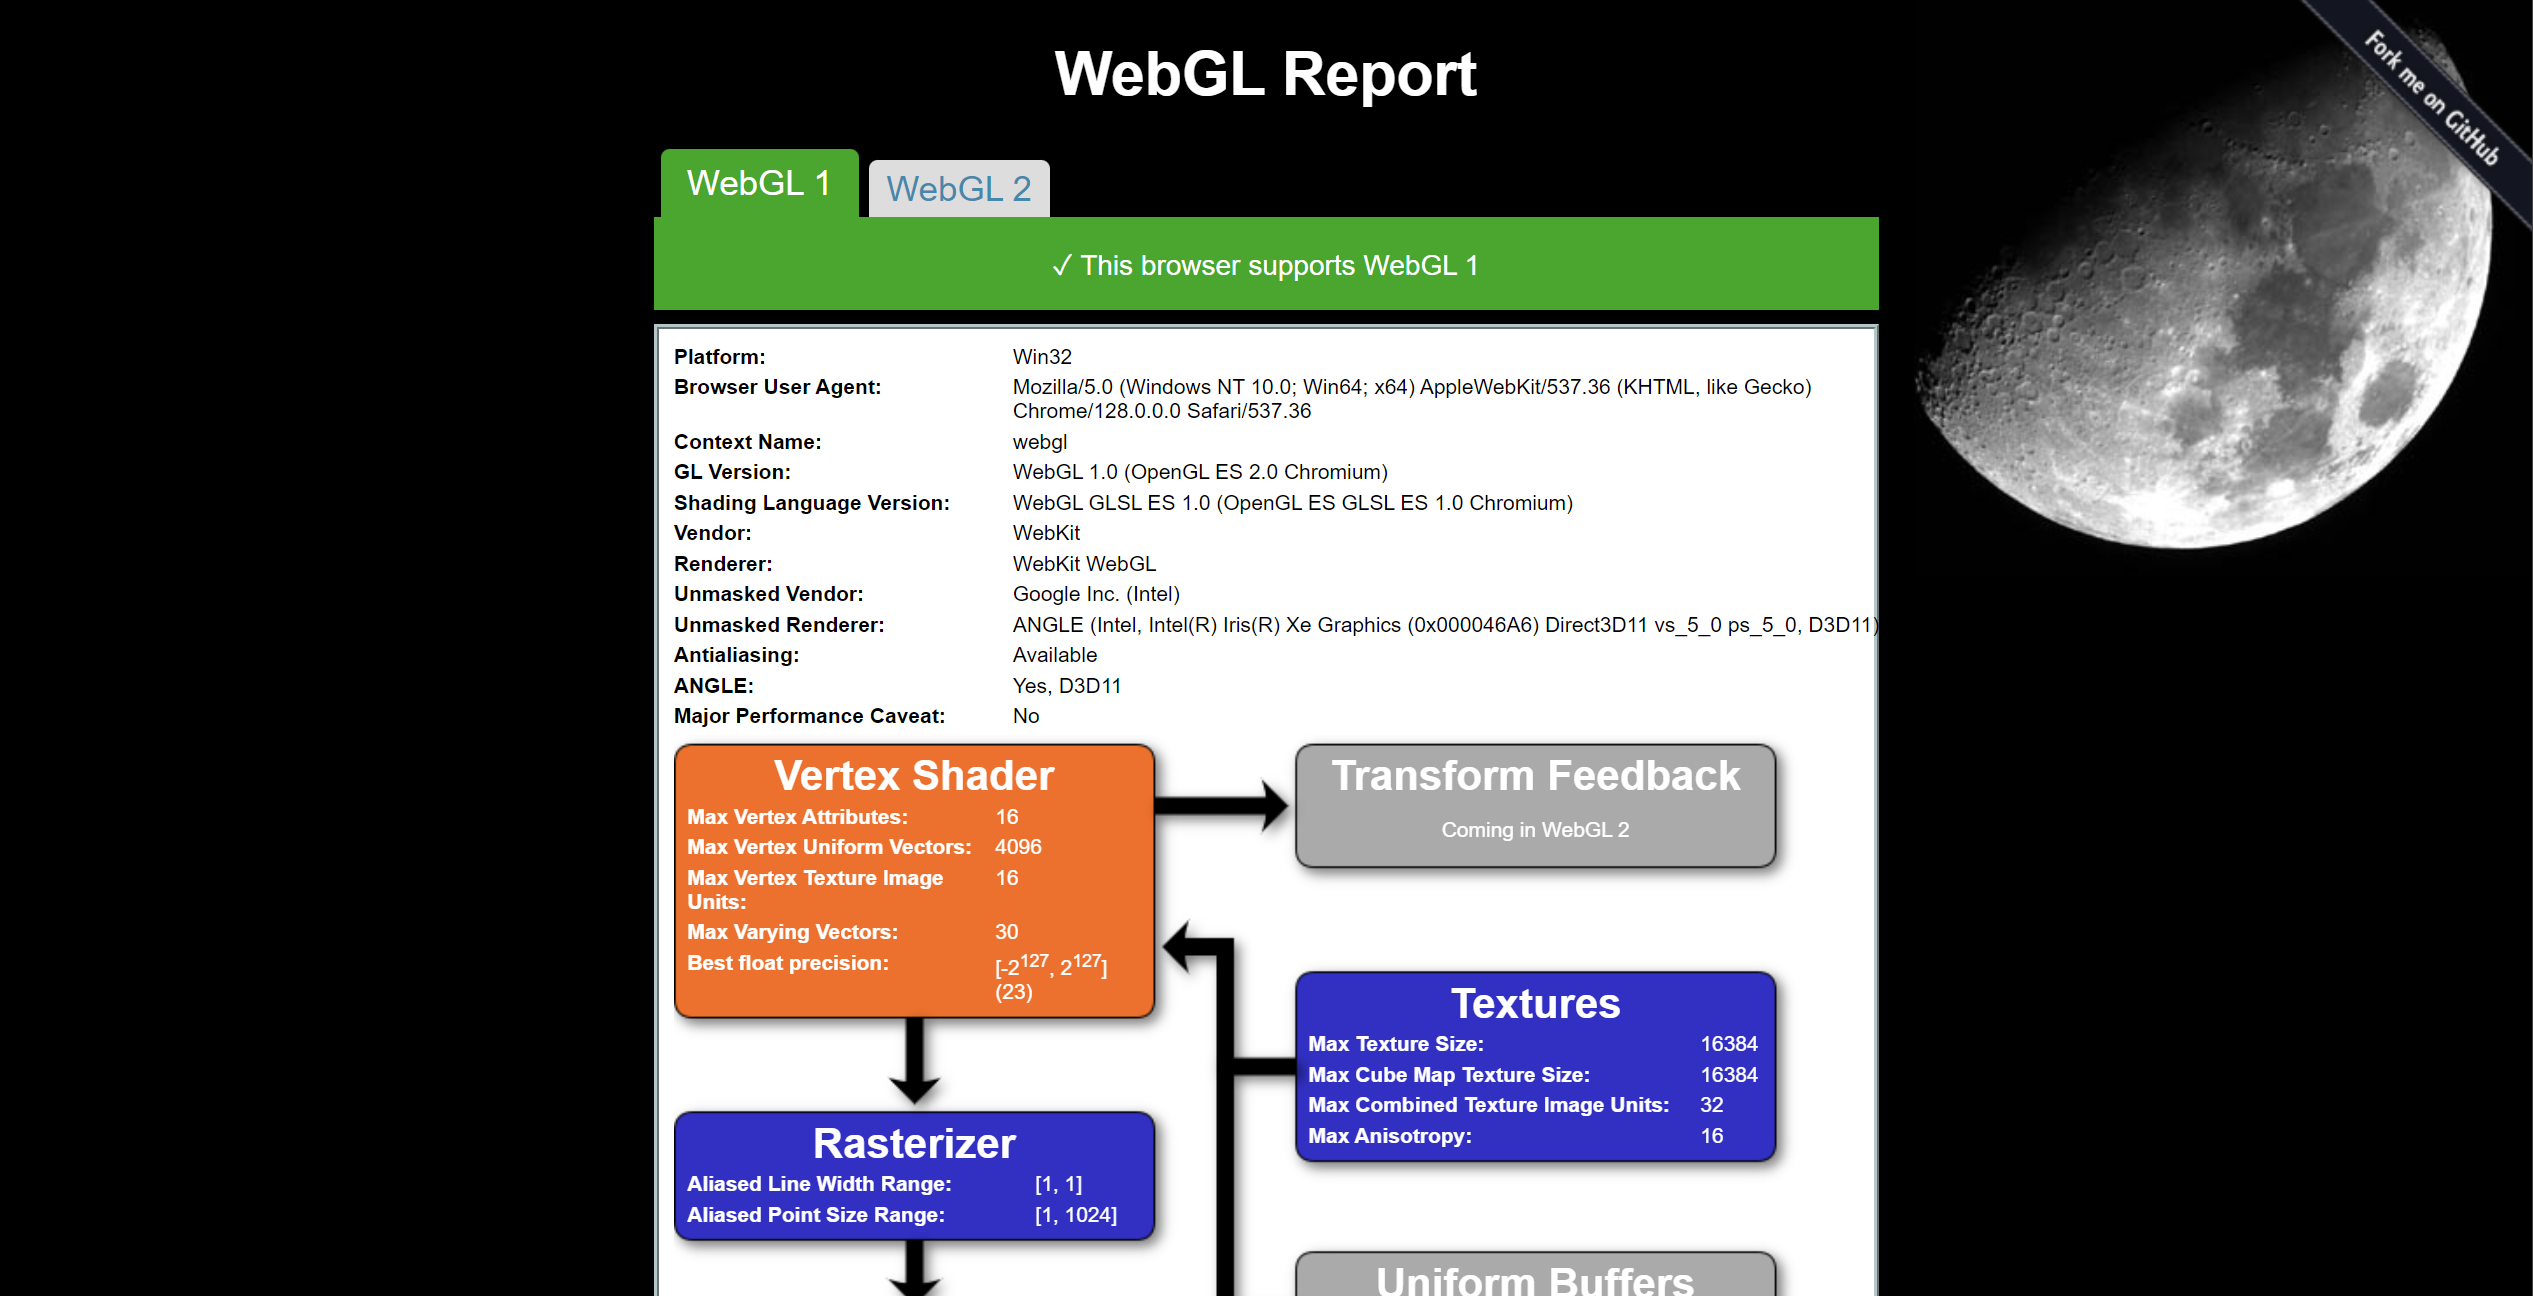 WebGL Report
Fork me on GitHub
WebGL 1
WebGL 2
✓ This browser supports WebGL 1
Platform: Win32
Browser User Agent: Mozilla/5.0 (Windows NT 10.0; Win64; x64) AppleWebKit/537.36 (KHTML, like Gecko)
Chrome/128.0.0.0 Safari/537.36
Context Name: webgl
GL Version: WebGL 1.0 (OpenGL ES 2.0 Chromium)
Shading Language Version: WebGL GLSL ES 1.0 (OpenGL ES GLSL ES 1.0 Chromium)
Vendor: WebKit
Renderer: WebKit WebGL
Unmasked Vendor: Google Inc. (Intel)
Unmasked Renderer: ANGLE (Intel, Intel(R) Iris(R) Xe Graphics (0x000046A6) Direct3D11 vs_5_0 ps_5_0, D3D11)
Antialiasing: Available
ANGLE: Yes, D3D11
Major Performance Caveat: No
Vertex Shader
Max Vertex Attributes: 16
Max Vertex Uniform Vectors: 4096
Max Vertex Texture Image 16
Units:
Max Varying Vectors: 30
Best float precision: [-2¹²⁷, 2¹²⁷]
(23)
Transform Feedback
Coming in WebGL 2
Textures
Max Texture Size: 16384
Max Cube Map Texture Size: 16384
Max Combined Texture Image Units: 32
Max Anisotropy: 16
Rasterizer
Aliased Line Width Range: [1, 1]
Aliased Point Size Range: [1, 1024]
Uniform Buffers